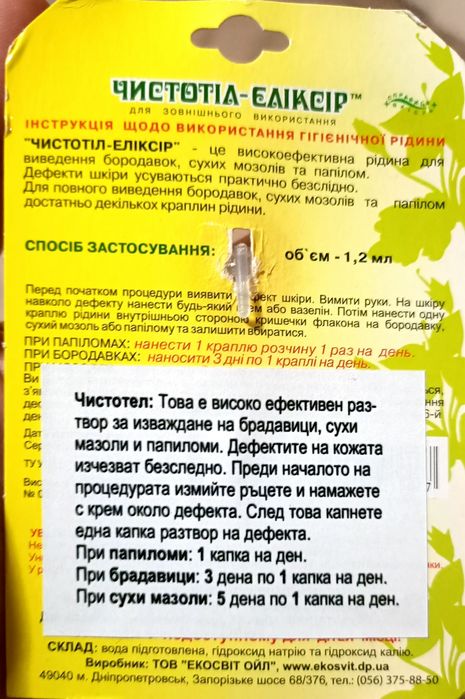 ЧИСТОТІЛ-ЕЛІКСІР™
ДЛЯ ЗОВНІШНЬОГО ВИКОРИСТАННЯ
ІНСТРУКЦІЯ ЩОДО ВИКОРИСТАННЯ ГІГІЄНІЧНОЇ РІДИНИ
"ЧИСТОТІЛ-ЕЛІКСІР" - це високоефективна рідина для
виведення бородавок, сухих мозолів та папілом.
Дефекти шкіри усуваються практично безслідно.
Для повного виведення бородавок, сухих мозолів та папілом
достатньо декількох краплин рідини.
СПОСІБ ЗАСТОСУВАННЯ: об`єм - 1,2 мл
Перед початком процедури виявити шкіри. Вимити руки. На шкіру
навколо дефекту нанести будь-який або вазелін. Потім нанести одну
краплю рідини внутрішньою стороною кришечки флакона на бородавку,
сухий мозоль або папілому та залишити вбиратися.
ПРИ ПАПІЛОМАХ: нанести 1 краплю розчину 1 раз на день.
ПРИ БОРОДАВКАХ: наносити 3 дні по 1 краплі на день.
Чистотел: Това е високо ефективен раз-
твор за изваждане на брадавици, сухи
мазоли и папиломи. Дефектите на кожата
изчезват безследно. Преди началото на
процедурата измийте ръцете и намажете
с крем около дефекта. След това капнете
една капка разтвор на дефекта.
При папиломи: 1 капка на ден.
При брадавици: 3 дена по 1 капка на ден.
При сухи мазоли: 5 дена по 1 капка на ден.
СКЛАД: вода підготовлена, гідроксид натрію та гідроксид калію.
Виробник: ТОВ "ЕКОСВІТ ОЙЛ", www.ekosvit.dp.ua
49040 м. Дніпропетровськ, Запорізьке шосе 68/376, тел.: (056) 375-88-50